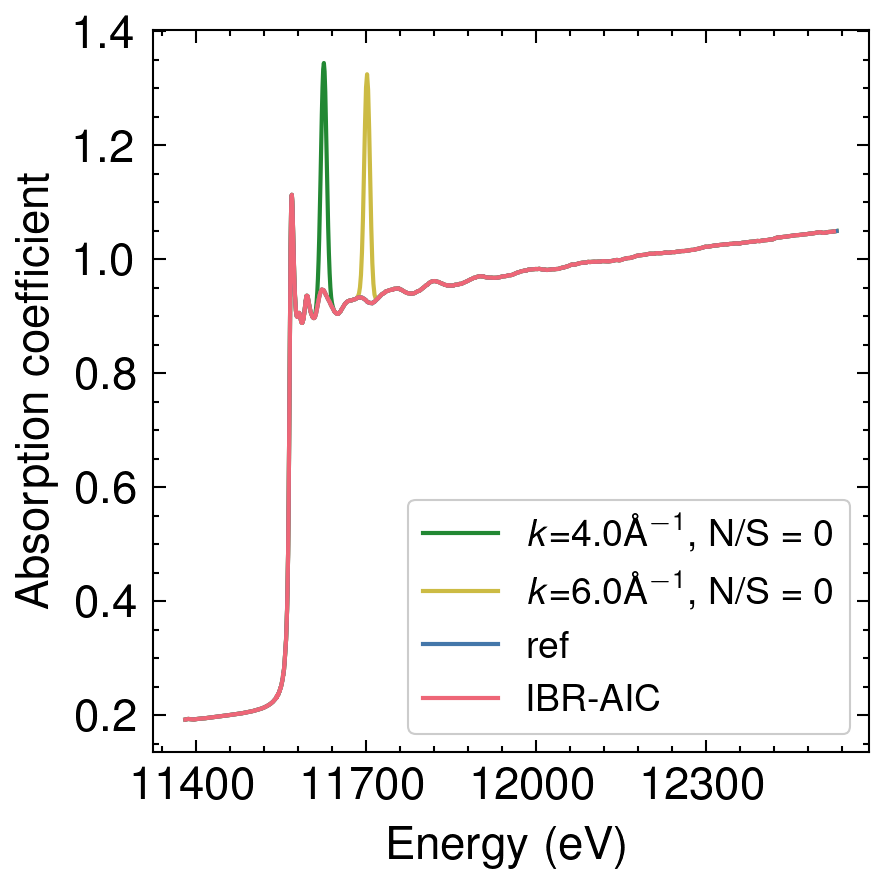 1.4
1.2
1.0
0.8
0.6
0.4
0.2
Absorption coefficient
k=4.0Å⁻¹, N/S = 0
k=6.0Å⁻¹, N/S = 0
ref
IBR-AIC
11400 11700 12000 12300
Energy (eV)